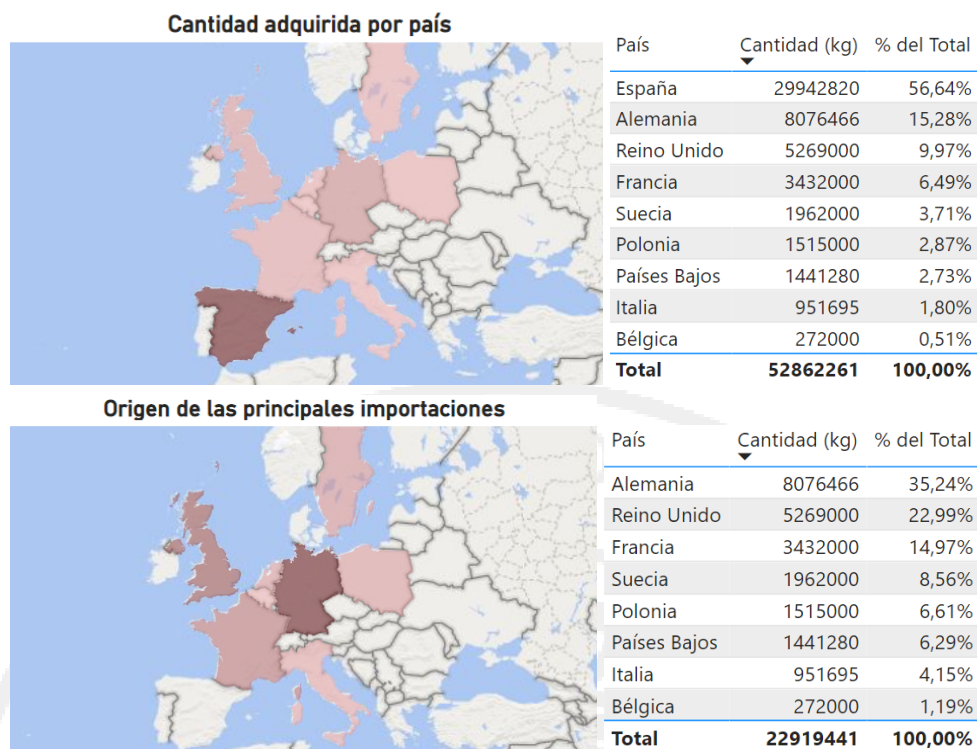 Cantidad adquirida por país
País Cantidad (kg) % del Total
España 29942820 56,64%
Alemania 8076466 15,28%
Reino Unido 5269000 9,97%
Francia 3432000 6,49%
Suecia 1962000 3,71%
Polonia 1515000 2,87%
Países Bajos 1441280 2,73%
Italia 951695 1,80%
Bélgica 272000 0,51%
Total 52862261 100,00%
Origen de las principales importaciones
País Cantidad (kg) % del Total
Alemania 8076466 35,24%
Reino Unido 5269000 22,99%
Francia 3432000 14,97%
Suecia 1962000 8,56%
Polonia 1515000 6,61%
Países Bajos 1441280 6,29%
Italia 951695 4,15%
Bélgica 272000 1,19%
Total 22919441 100,00%